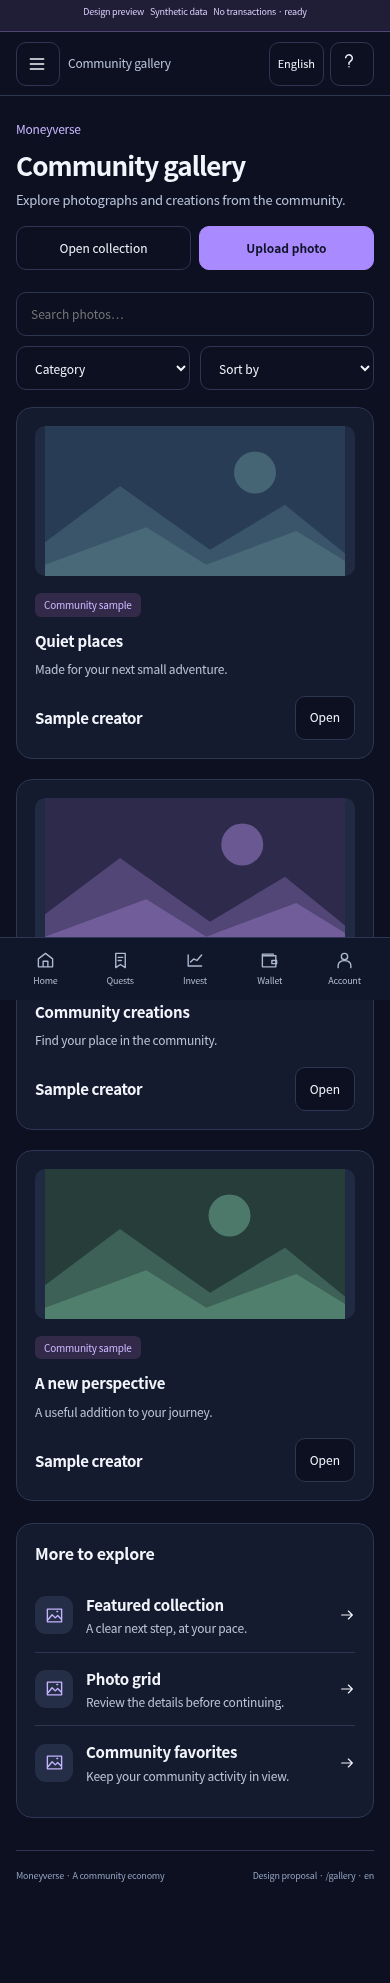 Design preview Synthetic data No transactions · ready
Community gallery
English
?
Moneyverse
Community gallery
Explore photographs and creations from the community.
Open collection
Upload photo
Search photos…
Category
Sort by
Community sample
Quiet places
Made for your next small adventure.
Sample creator
Open
Home
Quests
Invest
Wallet
Account
Community creations
Find your place in the community.
Sample creator
Open
Community sample
A new perspective
A useful addition to your journey.
Sample creator
Open
More to explore
Featured collection
A clear next step, at your pace.
Photo grid
Review the details before continuing.
Community favorites
Keep your community activity in view.
Moneyverse · A community economy
Design proposal · /gallery · en